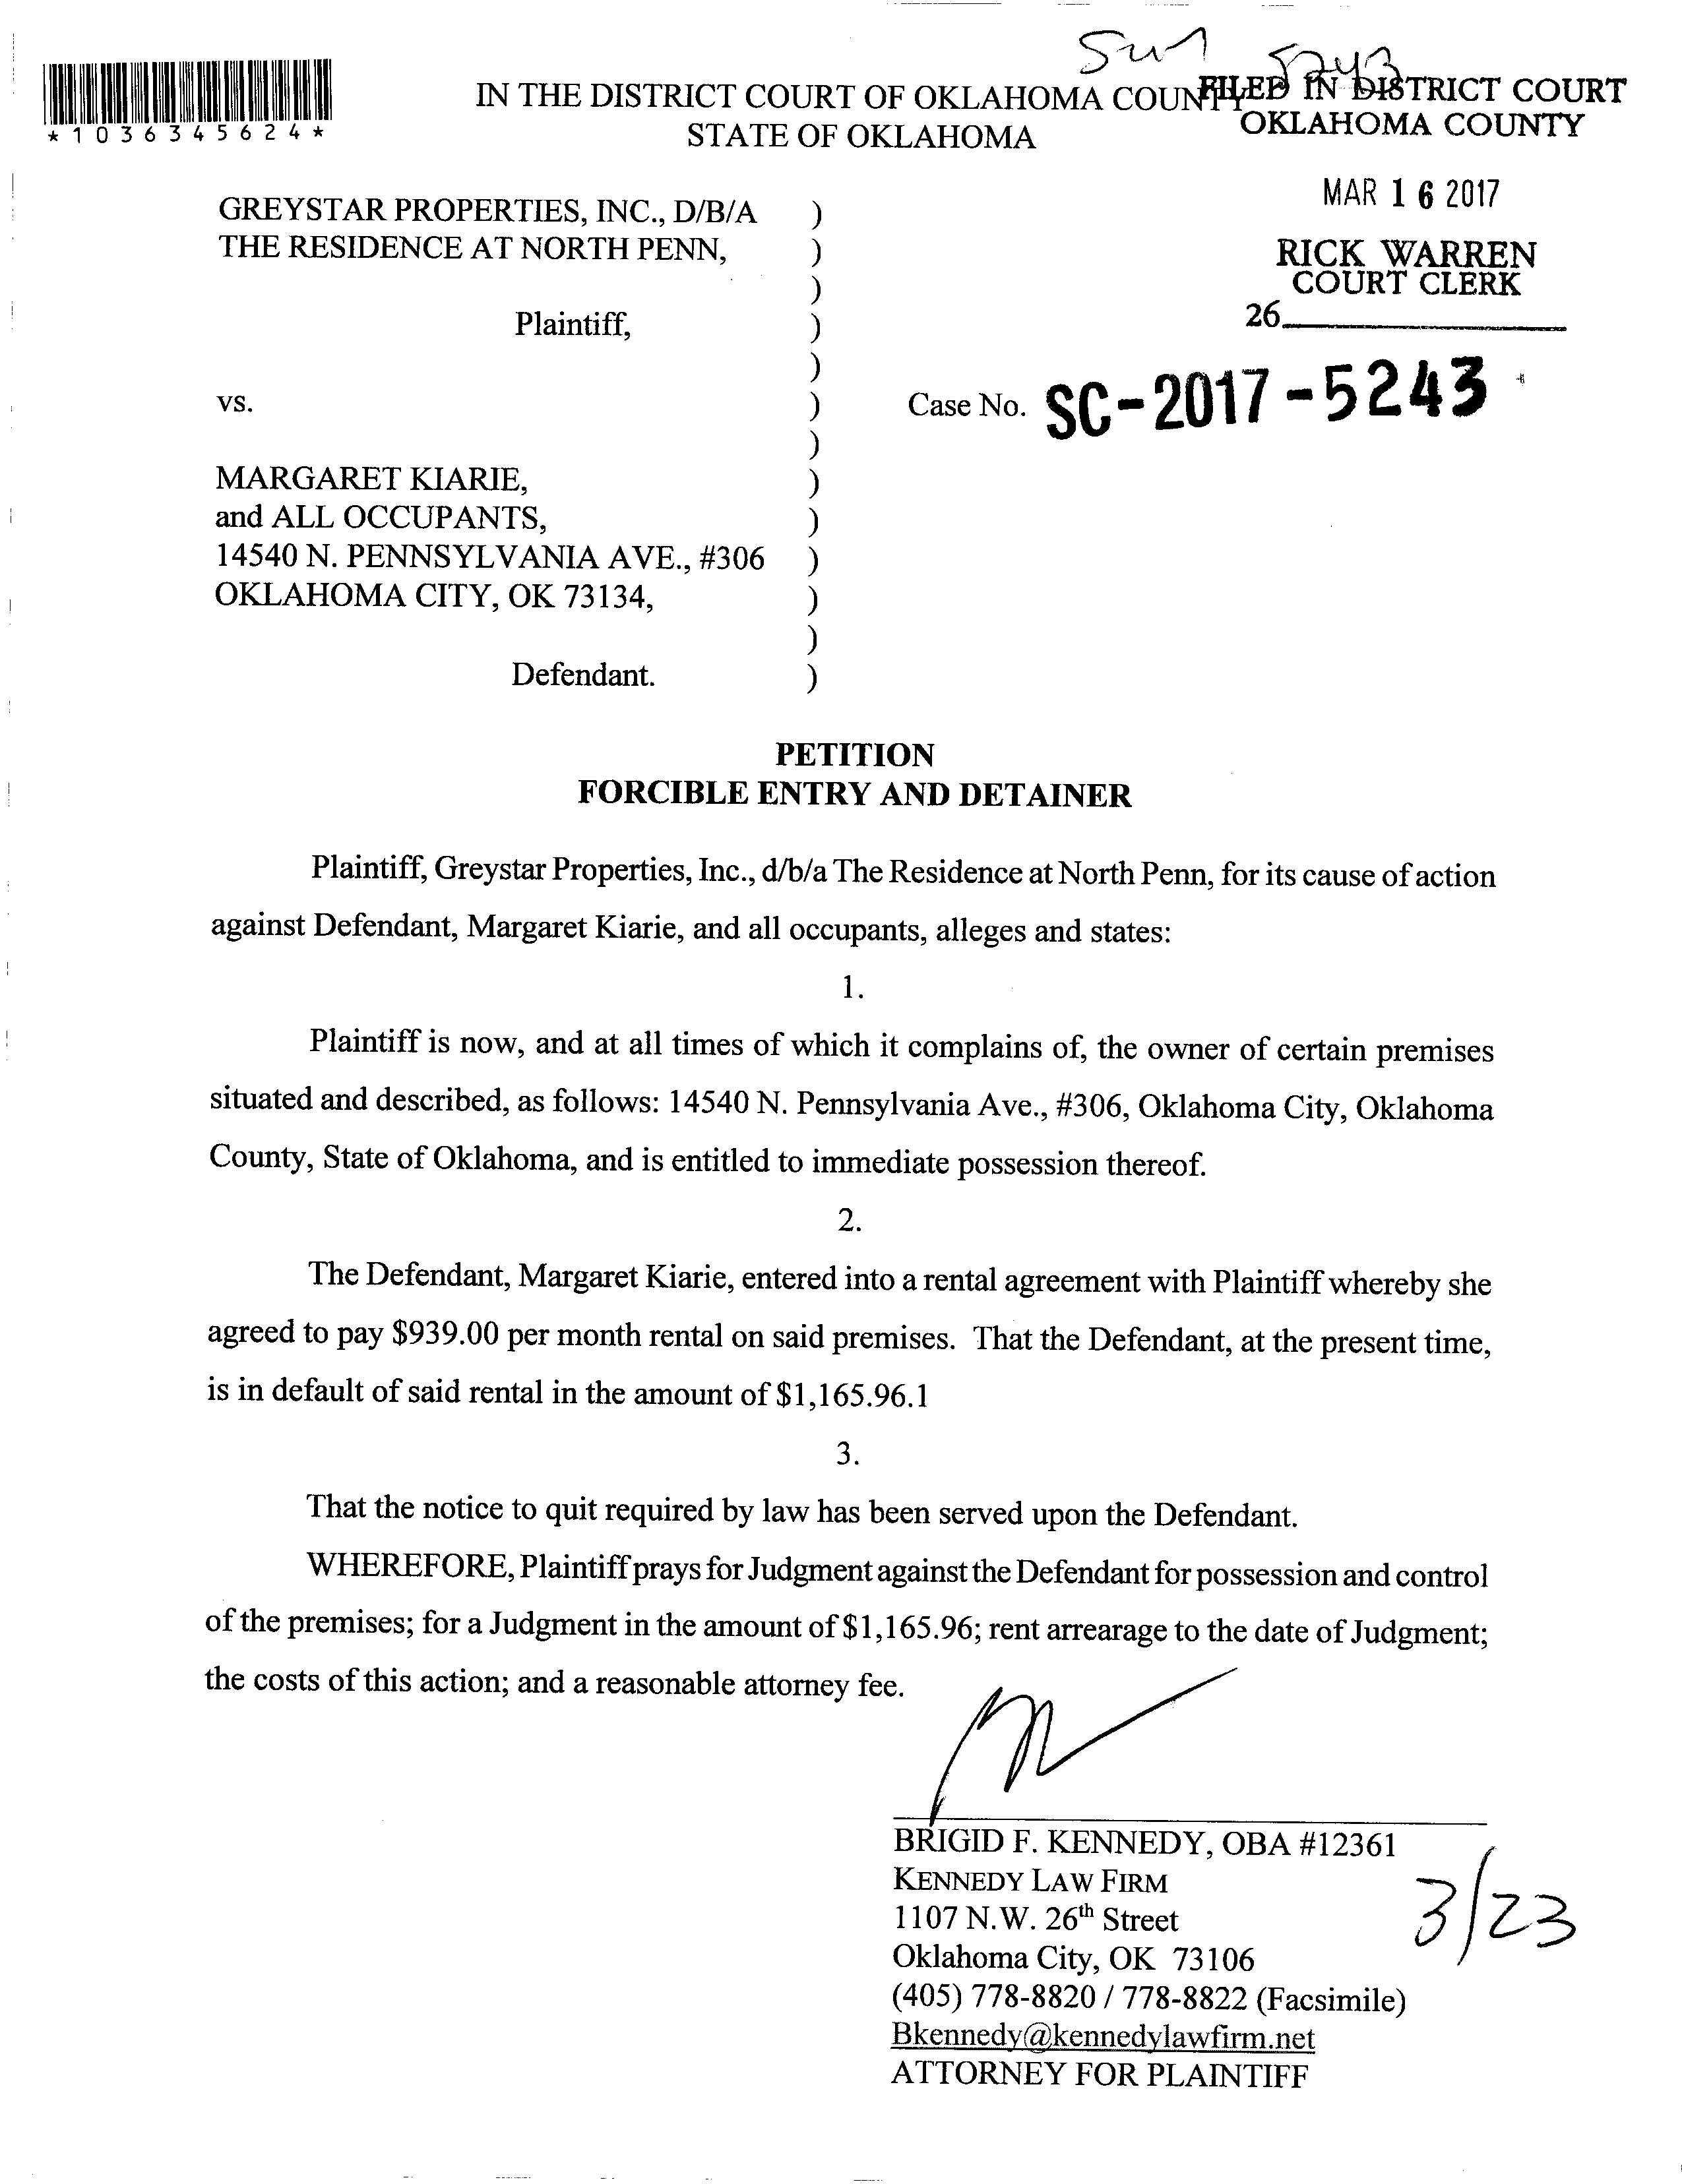 5243
IN THE DISTRICT COURT OF OKLAHOMA COUNTY
STATE OF OKLAHOMA
FILED IN DISTRICT COURT
OKLAHOMA COUNTY
*1036345624*
MAR 16 2017
RICK WARREN
COURT CLERK
26
GREYSTAR PROPERTIES, INC., D/B/A )
THE RESIDENCE AT NORTH PENN, )
)
Plaintiff, )
)
vs. ) Case No. SC-2017-5243
)
MARGARET KIARIE, )
and ALL OCCUPANTS, )
14540 N. PENNSYLVANIA AVE., #306 )
OKLAHOMA CITY, OK 73134, )
)
Defendant. )
PETITION
FORCIBLE ENTRY AND DETAINER
Plaintiff, Greystar Properties, Inc., d/b/a The Residence at North Penn, for its cause of action
against Defendant, Margaret Kiarie, and all occupants, alleges and states:
1.
Plaintiff is now, and at all times of which it complains of, the owner of certain premises
situated and described, as follows: 14540 N. Pennsylvania Ave., #306, Oklahoma City, Oklahoma
County, State of Oklahoma, and is entitled to immediate possession thereof.
2.
The Defendant, Margaret Kiarie, entered into a rental agreement with Plaintiff whereby she
agreed to pay $939.00 per month rental on said premises. That the Defendant, at the present time,
is in default of said rental in the amount of $1,165.96.1
3.
That the notice to quit required by law has been served upon the Defendant.
WHEREFORE, Plaintiff prays for Judgment against the Defendant for possession and control
of the premises; for a Judgment in the amount of $1,165.96; rent arrearage to the date of Judgment;
the costs of this action; and a reasonable attorney fee.
BRIGID F. KENNEDY, OBA #12361
KENNEDY LAW FIRM
1107 N.W. 26th Street
3/23
Oklahoma City, OK 73106
(405) 778-8820 / 778-8822 (Facsimile)
Bkennedy@kennedylawfirm.net
ATTORNEY FOR PLAINTIFF